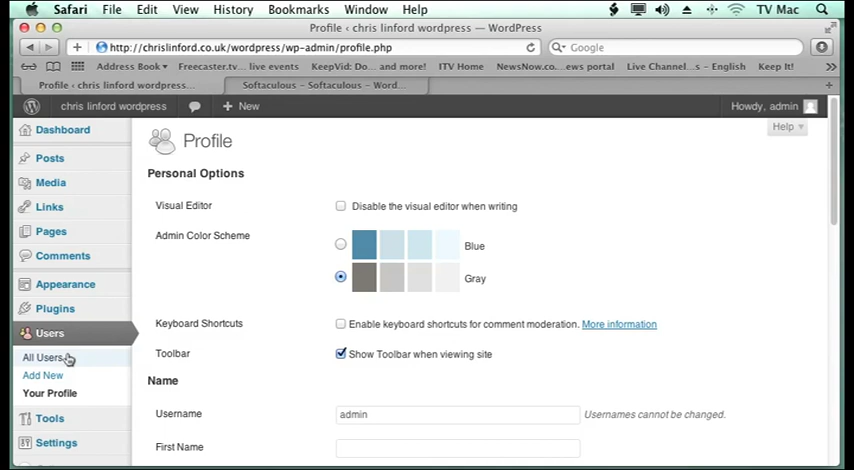 Safari File Edit View History Bookmarks Window Help TV Mac
Profile ‹ chris linford wordpress — WordPress
http://chrislinford.co.uk/wordpress/wp-admin/profile.php Google
Address Book Freecaster.tv... live events KeepVid: Do... and more! ITV Home NewsNow.co....ews portal Live Channel... - English Keep It!
Profile ‹ chris linford wordpress... Softaculous - Softaculous - Word...
chris linford wordpress + New Howdy, admin
Help
Dashboard
Posts
Media
Links
Pages
Comments
Appearance
Plugins
Users
All Users
Add New
Your Profile
Tools
Settings
Profile
Personal Options
Visual Editor Disable the visual editor when writing
Admin Color Scheme
Blue
Gray
Keyboard Shortcuts Enable keyboard shortcuts for comment moderation. More information
Toolbar Show Toolbar when viewing site
Name
Username admin Usernames cannot be changed.
First Name